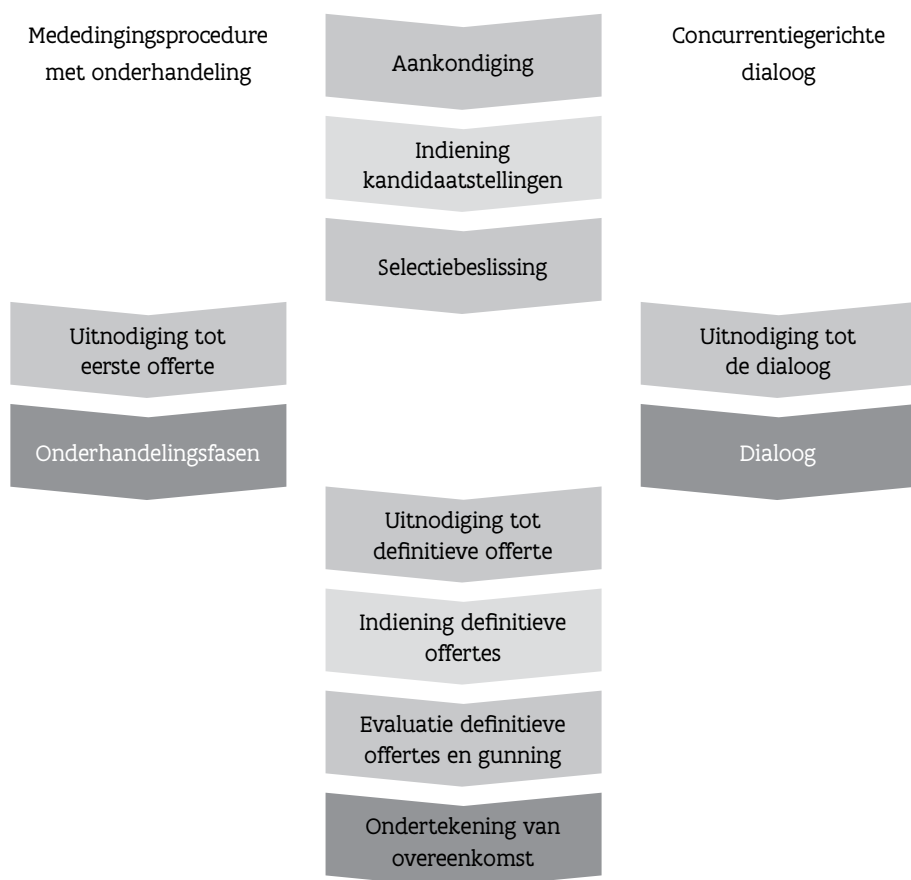 Mededingingsprocedure
met onderhandeling
Aankondiging
Concurrentiegerichte
dialoog
Indiening
kandidaatstellingen
Selectiebeslissing
Uitnodiging tot
eerste offerte
Uitnodiging tot
de dialoog
Onderhandelingsfasen
Dialoog
Uitnodiging tot
definitieve offerte
Indiening definitieve
offertes
Evaluatie definitieve
offertes en gunning
Ondertekening van
overeenkomst